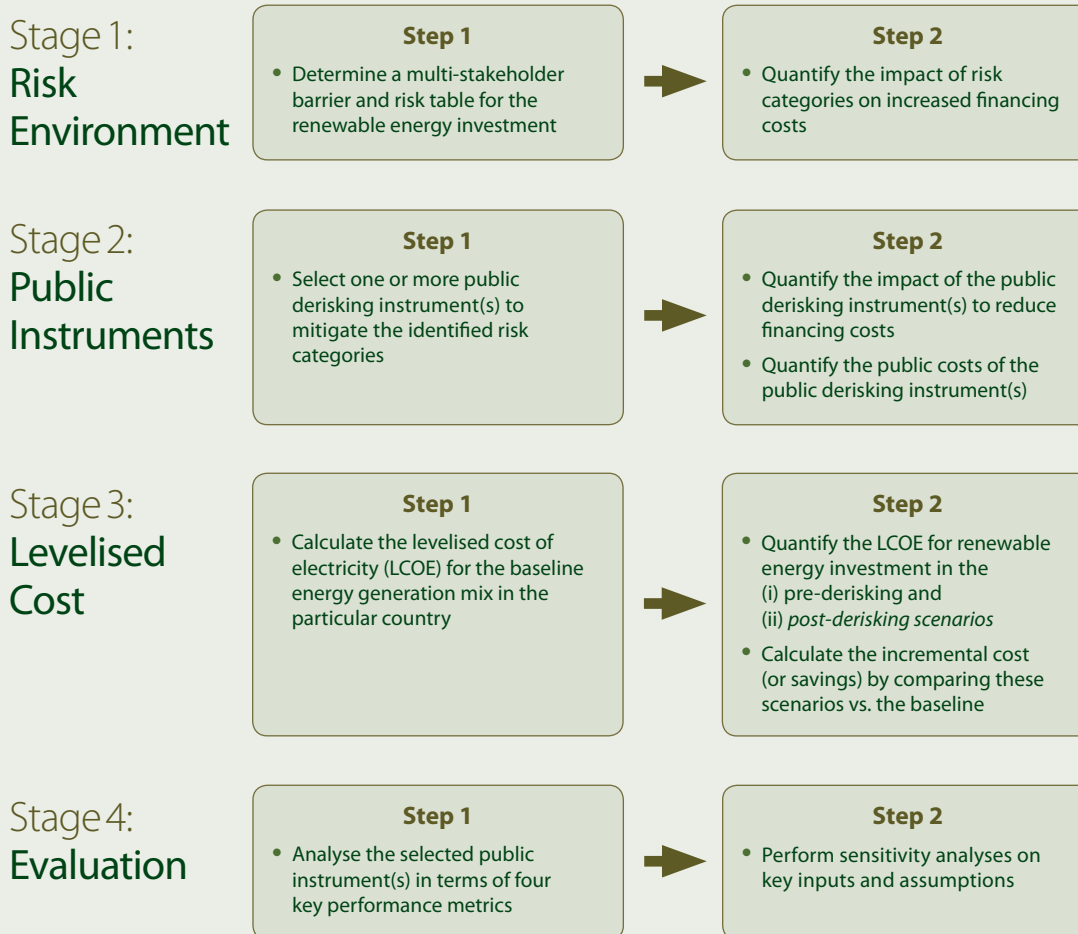 Stage 1:
Risk
Environment
Step 1
• Determine a multi-stakeholder
barrier and risk table for the
renewable energy investment
Step 2
• Quantify the impact of risk
categories on increased financing
costs
Stage 2:
Public
Instruments
Step 1
• Select one or more public
derisking instrument(s) to
mitigate the identified risk
categories
Step 2
• Quantify the impact of the public
derisking instrument(s) to reduce
financing costs
• Quantify the public costs of the
public derisking instrument(s)
Stage 3:
Levelised
Cost
Step 1
• Calculate the levelised cost of
electricity (LCOE) for the baseline
energy generation mix in the
particular country
Step 2
• Quantify the LCOE for renewable
energy investment in the
(i) pre-derisking and
(ii) post-derisking scenarios
• Calculate the incremental cost
(or savings) by comparing these
scenarios vs. the baseline
Stage 4:
Evaluation
Step 1
• Analyse the selected public
instrument(s) in terms of four
key performance metrics
Step 2
• Perform sensitivity analyses on
key inputs and assumptions